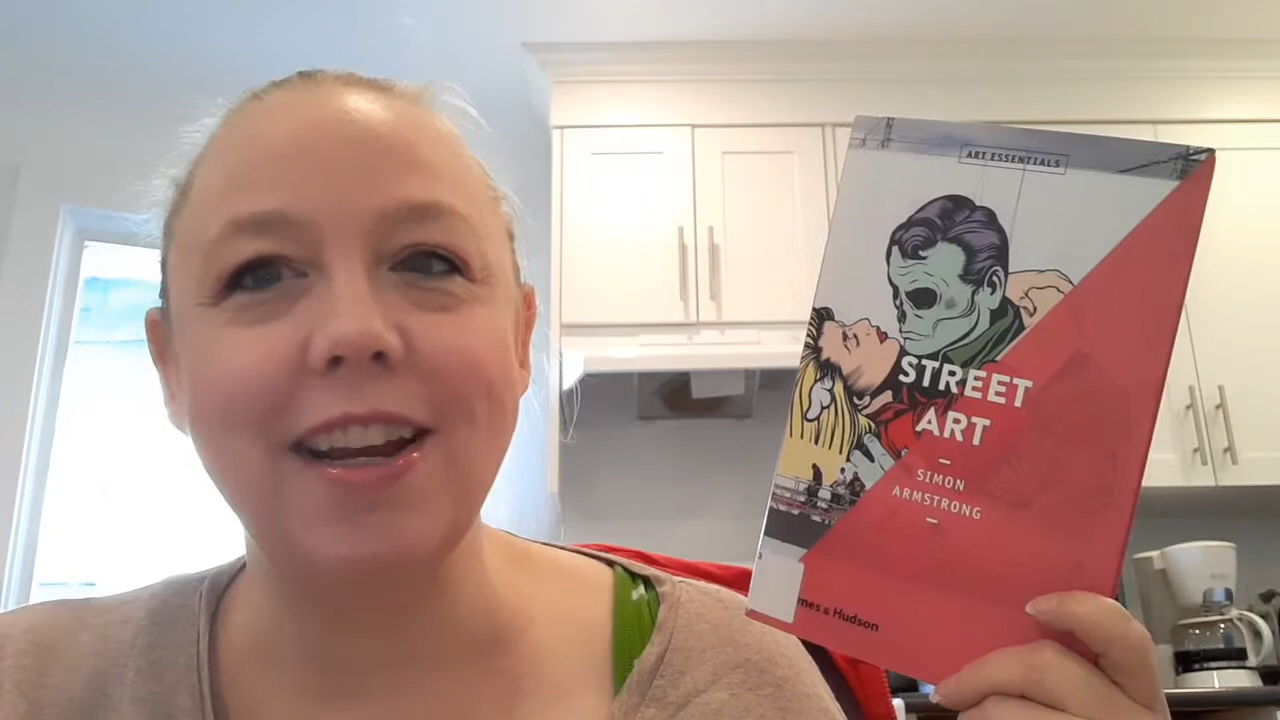 ART ESSENTIALS
STREET
ART
SIMON
ARMSTRONG
mes & Hudson